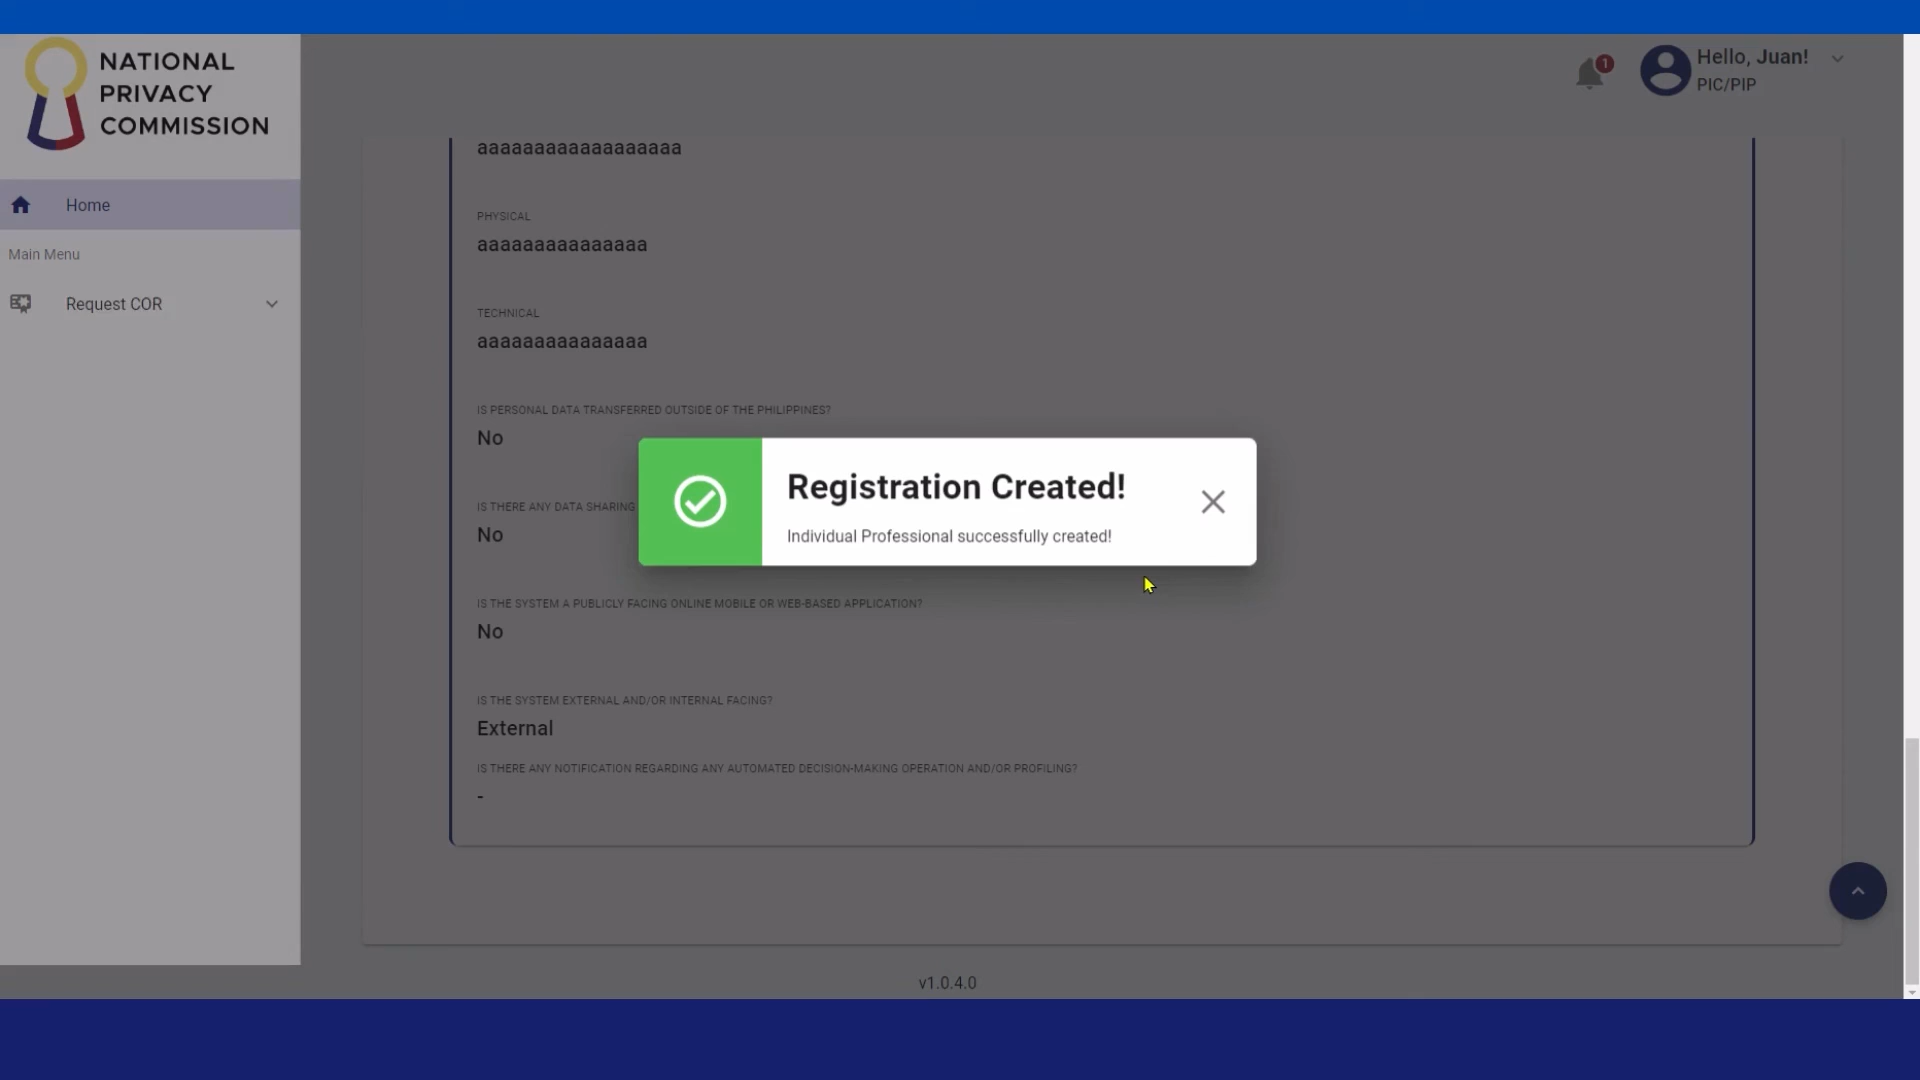 NATIONAL
PRIVACY
COMMISSION
1
Hello, Juan!
PIC/PIP
Home
Main Menu
Request COR
aaaaaaaaaaaaaaaaaa
PHYSICAL
aaaaaaaaaaaaaaa
TECHNICAL
aaaaaaaaaaaaaaa
IS PERSONAL DATA TRANSFERRED OUTSIDE OF THE PHILIPPINES?
No
IS THERE ANY DATA SHARING
No
Registration Created!
Individual Professional successfully created!
IS THE SYSTEM A PUBLICLY FACING ONLINE MOBILE OR WEB-BASED APPLICATION?
No
IS THE SYSTEM EXTERNAL AND/OR INTERNAL FACING?
External
IS THERE ANY NOTIFICATION REGARDING ANY AUTOMATED DECISION-MAKING OPERATION AND/OR PROFILING?
-
v1.0.4.0